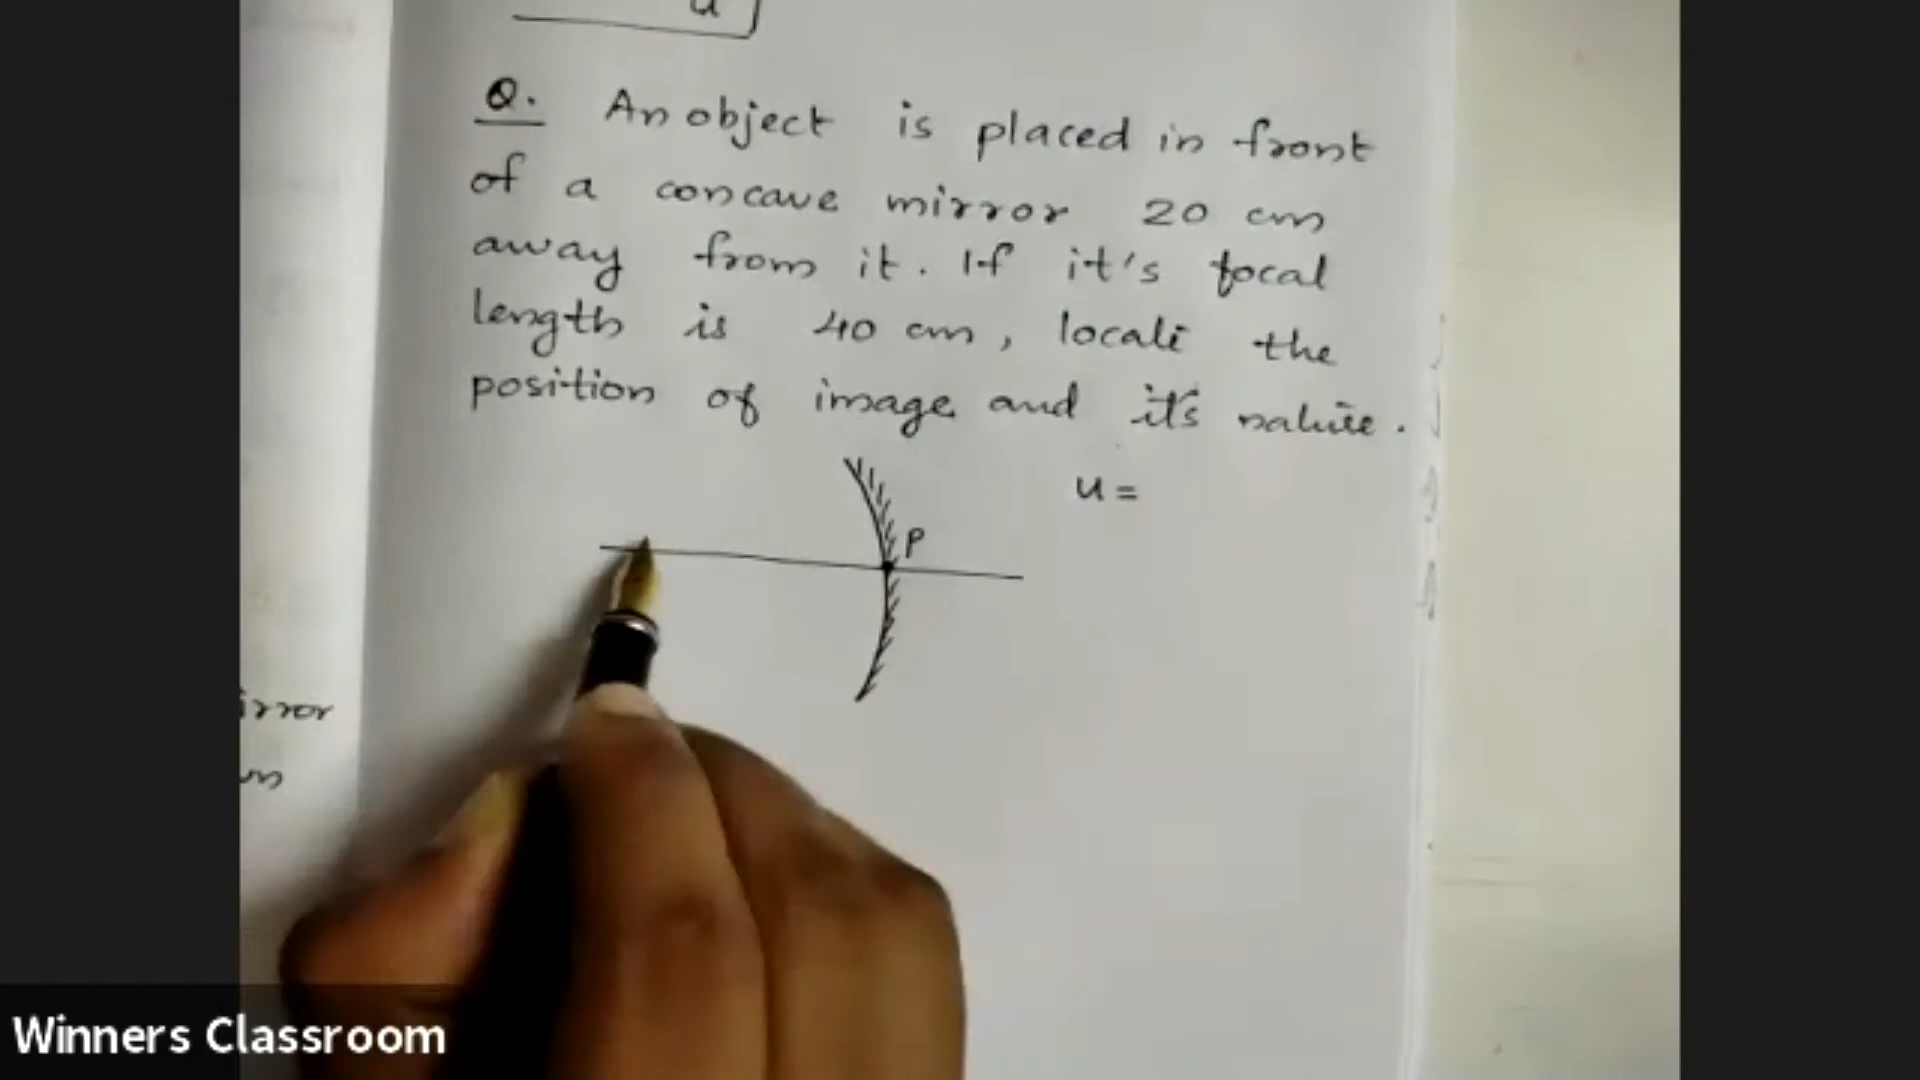 u
Q. An object is placed in front
of a concave mirror 20 cm
away from it. If it's focal
length is 40 cm, locate the
position of image and it's nature.
u =
P
irror
Winners Classroom